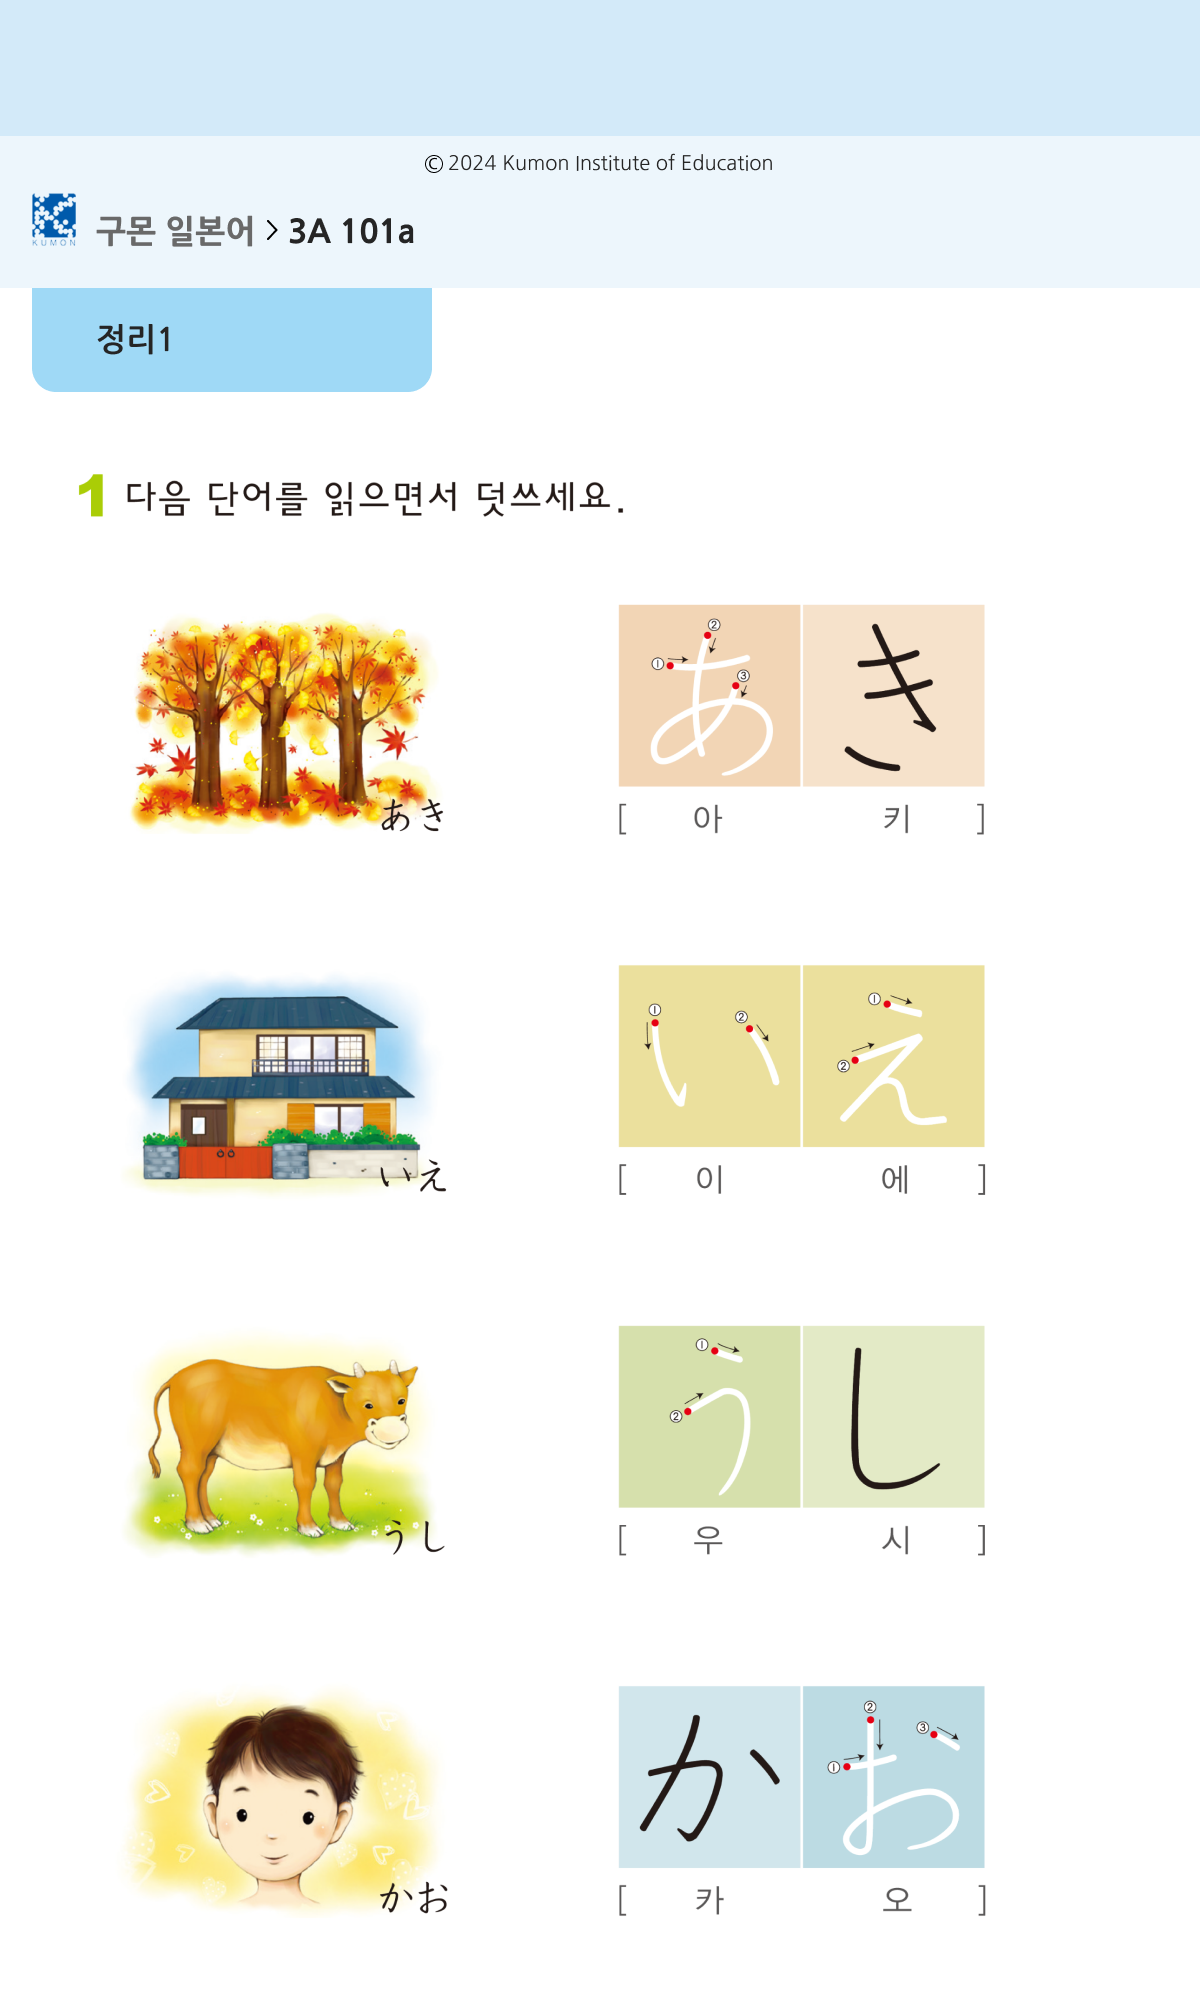 © 2024 Kumon Institute of Education
KUMON
구몬 일본어 > 3A 101a
정리1
1 다음 단어를 읽으면서 덧쓰세요.
あき
① ② ③
あ き
[ 아 키 ]
いえ
① ② ① ②
い え
[ 이 에 ]
うし
① ②
う し
[ 우 시 ]
かお
① ② ③
か お
[ 카 오 ]